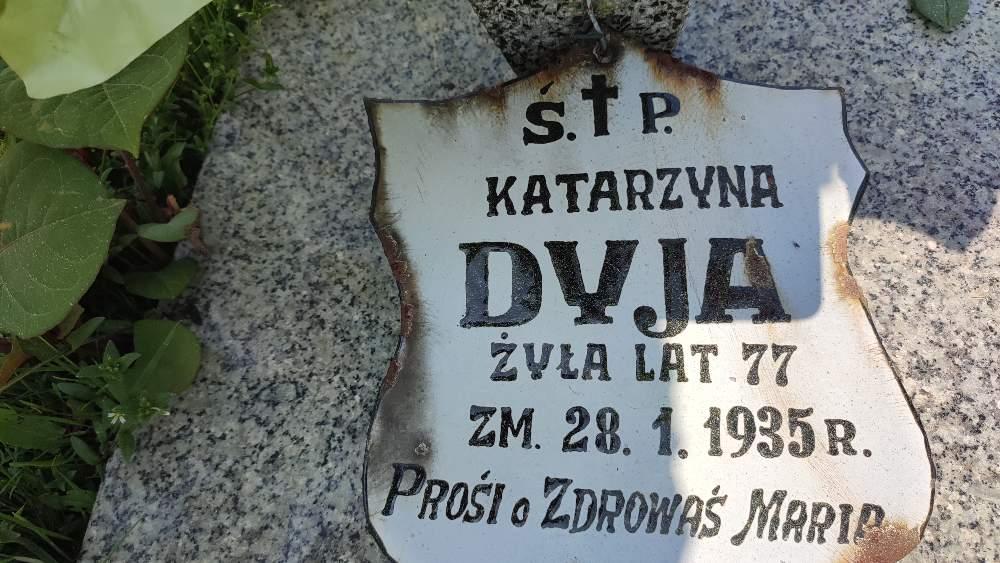 Ś. † P.
KATARZYNA
DYJA
ŻYŁA LAT 77
ZM. 28. 1. 1935 R.
PROŚI O ZDROWAŚ MARIA